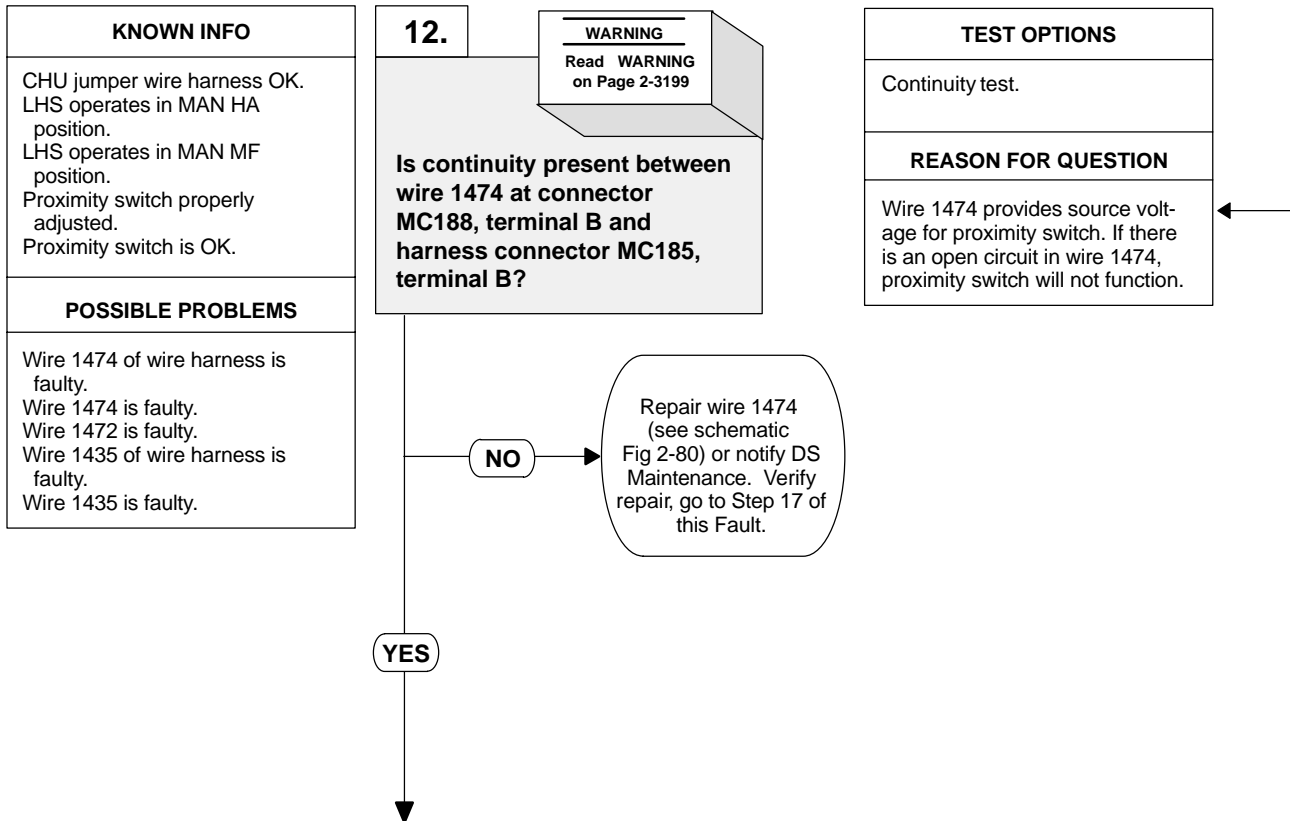 KNOWN INFO
CHU jumper wire harness OK.
LHS operates in MAN HA
position.
LHS operates in MAN MF
position.
Proximity switch properly
adjusted.
Proximity switch is OK.
POSSIBLE PROBLEMS
Wire 1474 of wire harness is
faulty.
Wire 1474 is faulty.
Wire 1472 is faulty.
Wire 1435 of wire harness is
faulty.
Wire 1435 is faulty.
12.
WARNING
Read WARNING
on Page 2-3199
Is continuity present between
wire 1474 at connector
MC188, terminal B and
harness connector MC185,
terminal B?
NO
Repair wire 1474
(see schematic
Fig 2-80) or notify DS
Maintenance. Verify
repair, go to Step 17 of
this Fault.
YES
TEST OPTIONS
Continuity test.
REASON FOR QUESTION
Wire 1474 provides source volt-
age for proximity switch. If there
is an open circuit in wire 1474,
proximity switch will not function.